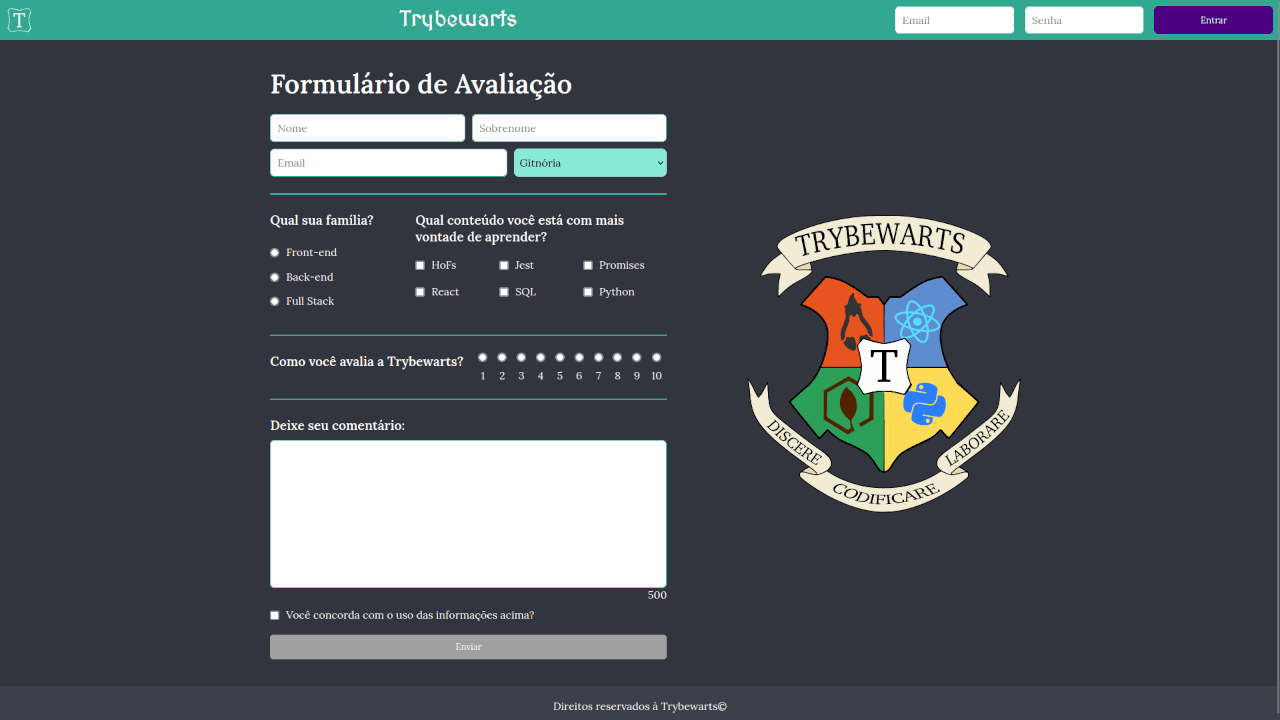 T
Trybewarts
Email
Senha
Entrar
Formulário de Avaliação
Nome
Sobrenome
Email
Gitnória
Qual sua família?
Front-end
Back-end
Full Stack
Qual conteúdo você está com mais
vontade de aprender?
HoFs
Jest
Promises
React
SQL
Python
Como você avalia a Trybewarts?
1 2 3 4 5 6 7 8 9 10
Deixe seu comentário:
500
Você concorda com o uso das informações acima?
Enviar
TRYBEWARTS
T
DISCERE
CODIFICARE
LABORARE
Direitos reservados à Trybewarts©